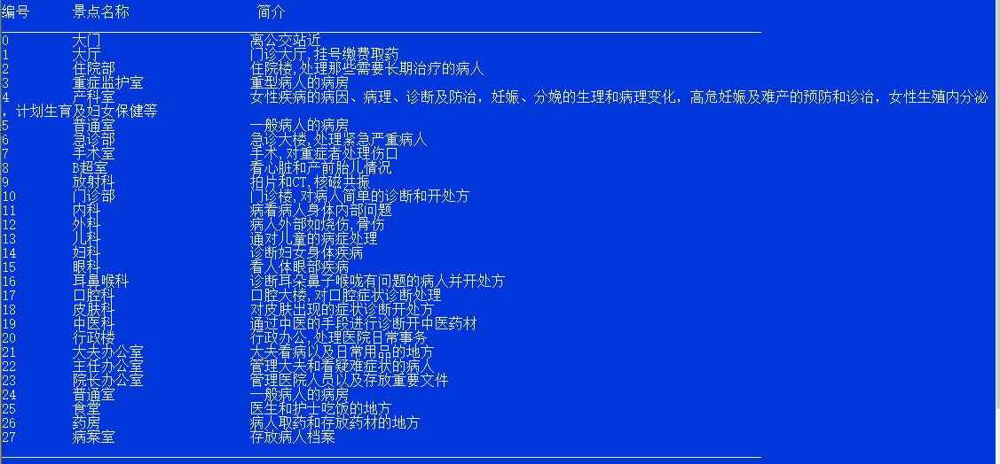 编号 景点名称 简介
0 大门 离公交站近
1 大厅 门诊大厅,挂号缴费取药
2 住院部 住院楼,处理那些需要长期治疗的病人
3 重症监护室 重型病人的病房
4 产科室 女性疾病的病因、病理、诊断及防治，妊娠、分娩的生理和病理变化，高危妊娠及难产的预防和诊治，女性生殖内分泌
，计划生育及妇女保健等
5 普通室 一般病人的病房
6 急诊部 急诊大楼,处理紧急严重病人
7 手术室 手术,对重症者处理伤口
8 B超室 看心脏和产前胎儿情况
9 放射科 拍片和CT,核磁共振
10 门诊部 门诊楼,对病人简单的诊断和开处方
11 内科 病看病人身体内部问题
12 外科 病人外部如烧伤,骨伤
13 儿科 通对儿童的病症处理
14 妇科 诊断妇女身体疾病
15 眼科 看人体眼部疾病
16 耳鼻喉科 诊断耳朵鼻子喉咙有问题的病人并开处方
17 口腔科 口腔大楼,对口腔症状诊断处理
18 皮肤科 对皮肤出现的症状诊断开处方
19 中医科 通过中医的手段进行诊断开中医药材
20 行政楼 行政办公,处理医院日常事务
21 大夫办公室 大夫看病以及日常用品的地方
22 主任办公室 管理大夫和看疑难症状的病人
23 院长办公室 管理医院人员以及存放重要文件
24 普通室 一般病人的病房
25 食堂 医生和护士吃饭的地方
26 药房 病人取药和存放药材的地方
27 病案室 存放病人档案